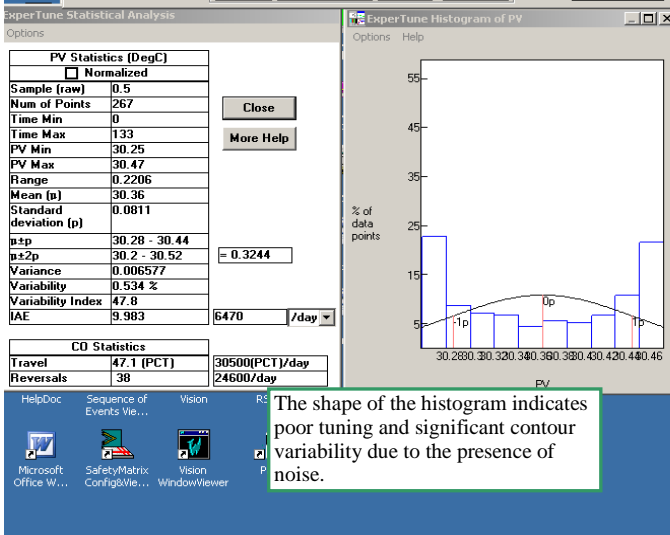 ExperTune Statistical Analysis
Options
PV Statistics (DegC)
Normalized
Sample (raw) 0.5
Num of Points 267
Time Min 0
Time Max 133
PV Min 30.25
PV Max 30.47
Range 0.2206
Mean (µ) 30.36
Standard deviation (p) 0.0811
µ±p 30.28 - 30.44
µ±2p 30.2 - 30.52 = 0.3244
Variance 0.006577
Variability 0.534 %
Variability Index 47.8
IAE 9.983 6470 /day
Close
More Help
CO Statistics
Travel 47.1 (PCT) 30500(PCT)/day
Reversals 38 24600/day
ExperTune Histogram of PV
Options Help
55
45
35
% of
data
points
25
15
5
-1p
0p
1p
30.28 30.30 30.32 30.34 30.36 30.38 30.40 30.42 30.44 30.46
PV
HelpDoc
Sequence of
Events Vie...
Vision
Microsoft
Office W...
SafetyMatrix
Config&Vie...
Vision
WindowViewer
The shape of the histogram indicates
poor tuning and significant contour
variability due to the presence of
noise.